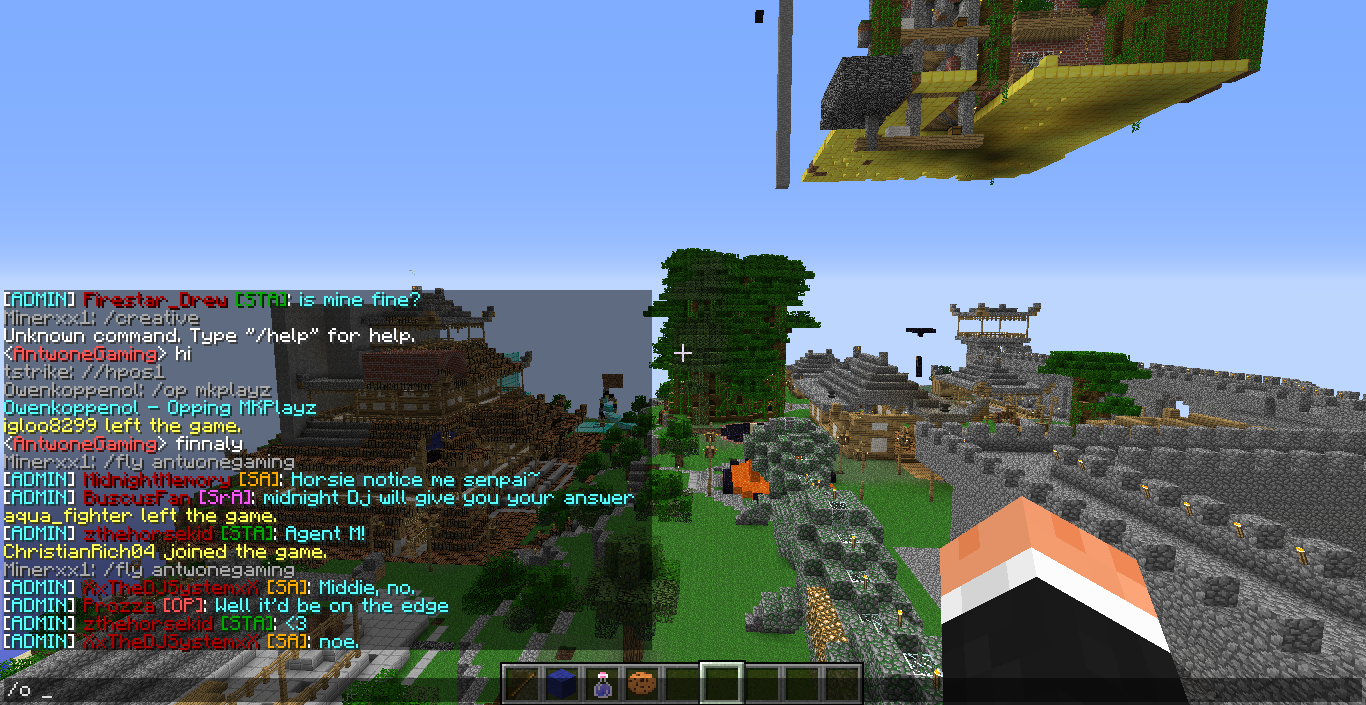 [ADMIN] Firestar_Drew [STA]: is mine fine?
Minerxx1: /creative
Unknown command. Type "/help" for help.
<AntwoneGaming> hi
tstrike: //hpos1
Owenkoppenol: /op mkplayz
Owenkoppenol - Opping MKPlayz
igloo8299 left the game.
<AntwoneGaming> finnaly
Minerxx1: /fly antwonegaming
[ADMIN] MidnightMemory [SA]: Horsie notice me senpai~
[ADMIN] BuscusFan [SrA]: midnight Dj will give you your answer
aqua_fighter left the game.
[ADMIN] zthehorsekid [STA]: Agent M!
ChristianRich04 joined the game.
Minerxx1: /fly antwonegaming
[ADMIN] XxTheDJSystemxX [SA]: Middie, no.
[ADMIN] Prozza [OP]: Well it'd be on the edge
[ADMIN] zthehorsekid [STA]: <3
[ADMIN] XxTheDJSystemxX [SA]: noe.
/o _